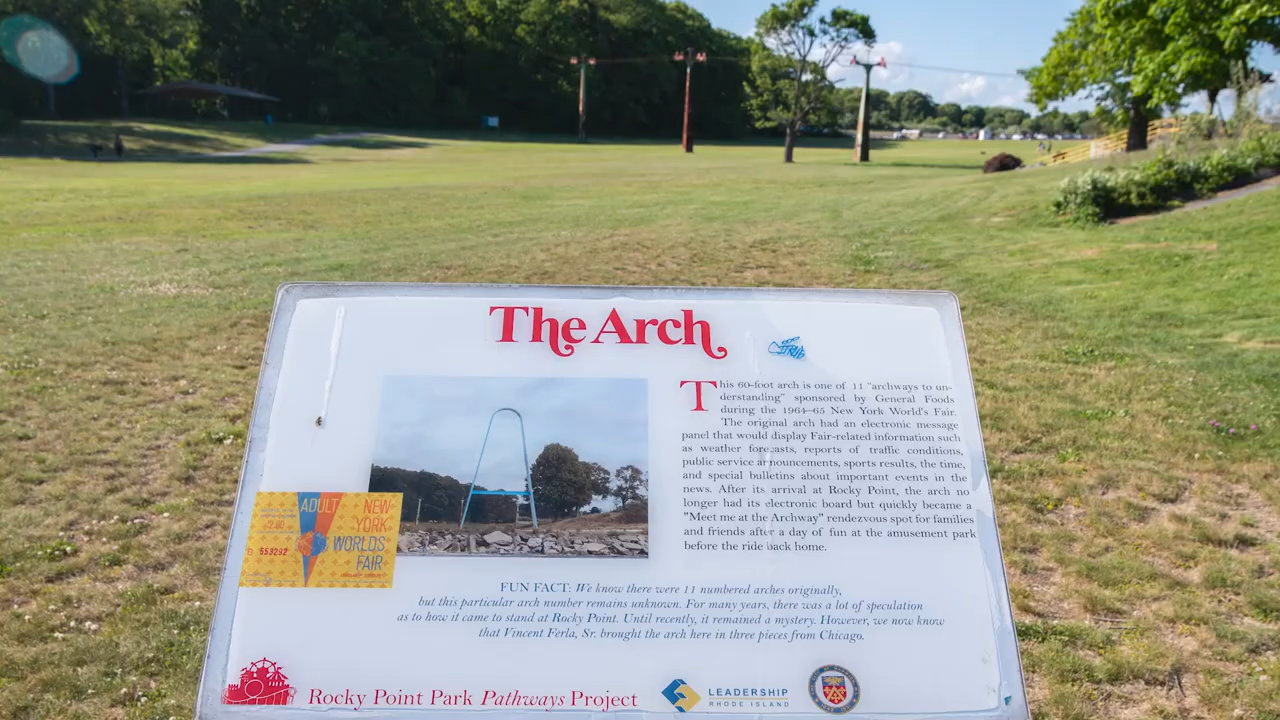 The Arch
This 60-foot arch is one of 11 "archways to un-
derstanding" sponsored by General Foods
during the 1964–65 New York World's Fair.
The original arch had an electronic message
panel that would display Fair-related information such
as weather forecasts, reports of traffic conditions,
public service announcements, sports results, the time,
and special bulletins about important events in the
news. After its arrival at Rocky Point, the arch no
longer had its electronic board but quickly became a
"Meet me at the Archway" rendezvous spot for families
and friends after a day of fun at the amusement park
before the ride back home.
ADULT
2.00
553292
NEW
YORK
WORLDS
FAIR
FUN FACT: We know there were 11 numbered arches originally,
but this particular arch number remains unknown. For many years, there was a lot of speculation
as to how it came to stand at Rocky Point. Until recently, it remained a mystery. However, we now know
that Vincent Ferla, Sr. brought the arch here in three pieces from Chicago.
Rocky Point Park Pathways Project
LEADERSHIP
RHODE ISLAND